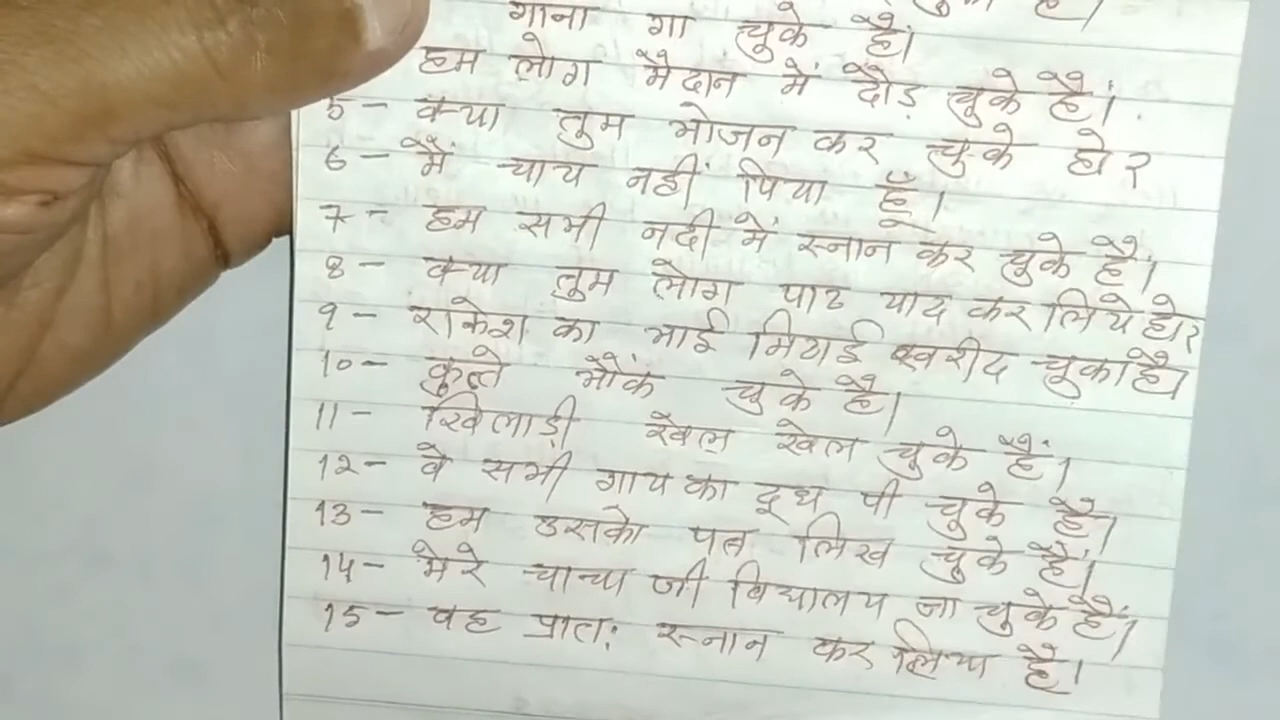 गाना गा चुके हैं।
हम लोग मैदान में दौड़ चुके हैं।
5- क्या तुम भोजन कर चुके हो?
6- मैं चाय नहीं पिया हूँ।
7- हम सभी नदी में स्नान कर चुके हैं।
8- क्या तुम लोग पाठ याद कर लिये हो?
9- राकेश का भाई मिठाई खरीद चुका है।
10- कुत्ते भौंक चुके हैं।
11- खिलाड़ी खेल खेल चुके हैं।
12- वे सभी गाय का दूध पी चुके हैं।
13- हम उसको पत्र लिख चुके हैं।
14- मेरे चाचा जी विद्यालय जा चुके हैं।
15- वह प्रातः स्नान कर लिया है।